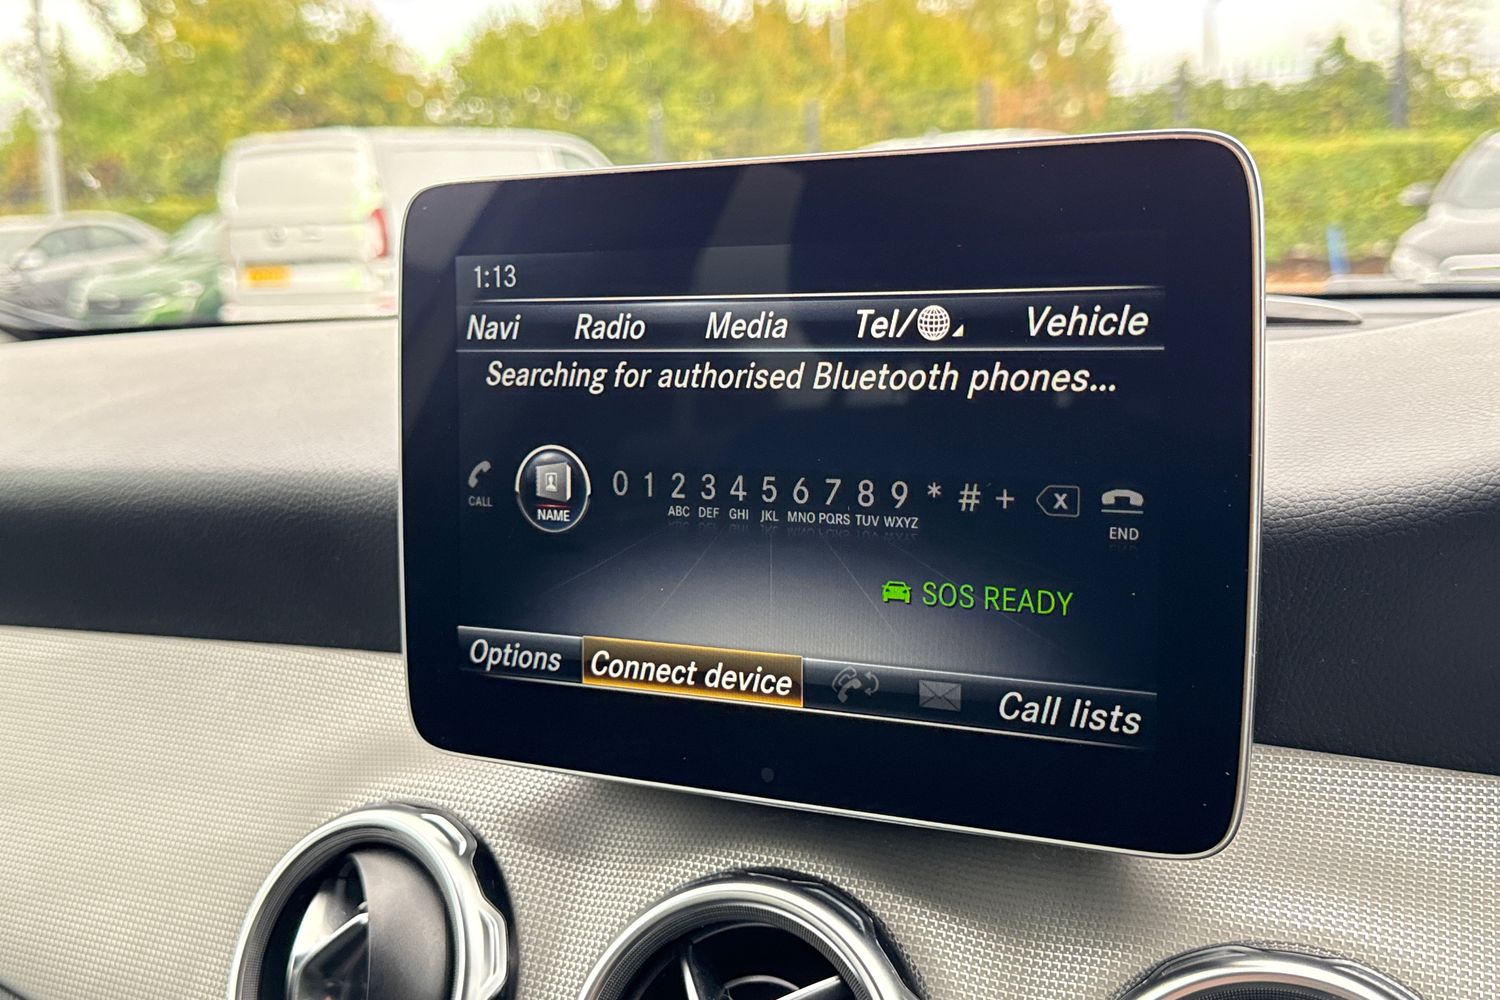 1:13
Navi Radio Media Tel/ Vehicle
Searching for authorised Bluetooth phones...
CALL NAME 0 1 2 ABC 3 DEF 4 GHI 5 JKL 6 MNO 7 PQRS 8 TUV 9 WXYZ * # + X END
SOS READY
Options Connect device Call lists